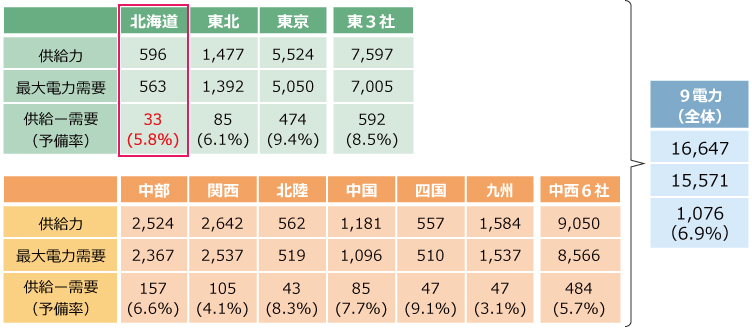 北海道 東北 東京 東３社
供給力 596 1,477 5,524 7,597
最大電力需要 563 1,392 5,050 7,005
供給ー需要 33 85 474 592
（予備率） (5.8%) (6.1%) (9.4%) (8.5%)
中部 関西 北陸 中国 四国 九州 中西６社
供給力 2,524 2,642 562 1,181 557 1,584 9,050
最大電力需要 2,367 2,537 519 1,096 510 1,537 8,566
供給ー需要 157 105 43 85 47 47 484
（予備率） (6.6%) (4.1%) (8.3%) (7.7%) (9.1%) (3.1%) (5.7%)
９電力
（全体）
16,647
15,571
1,076
（6.9%）